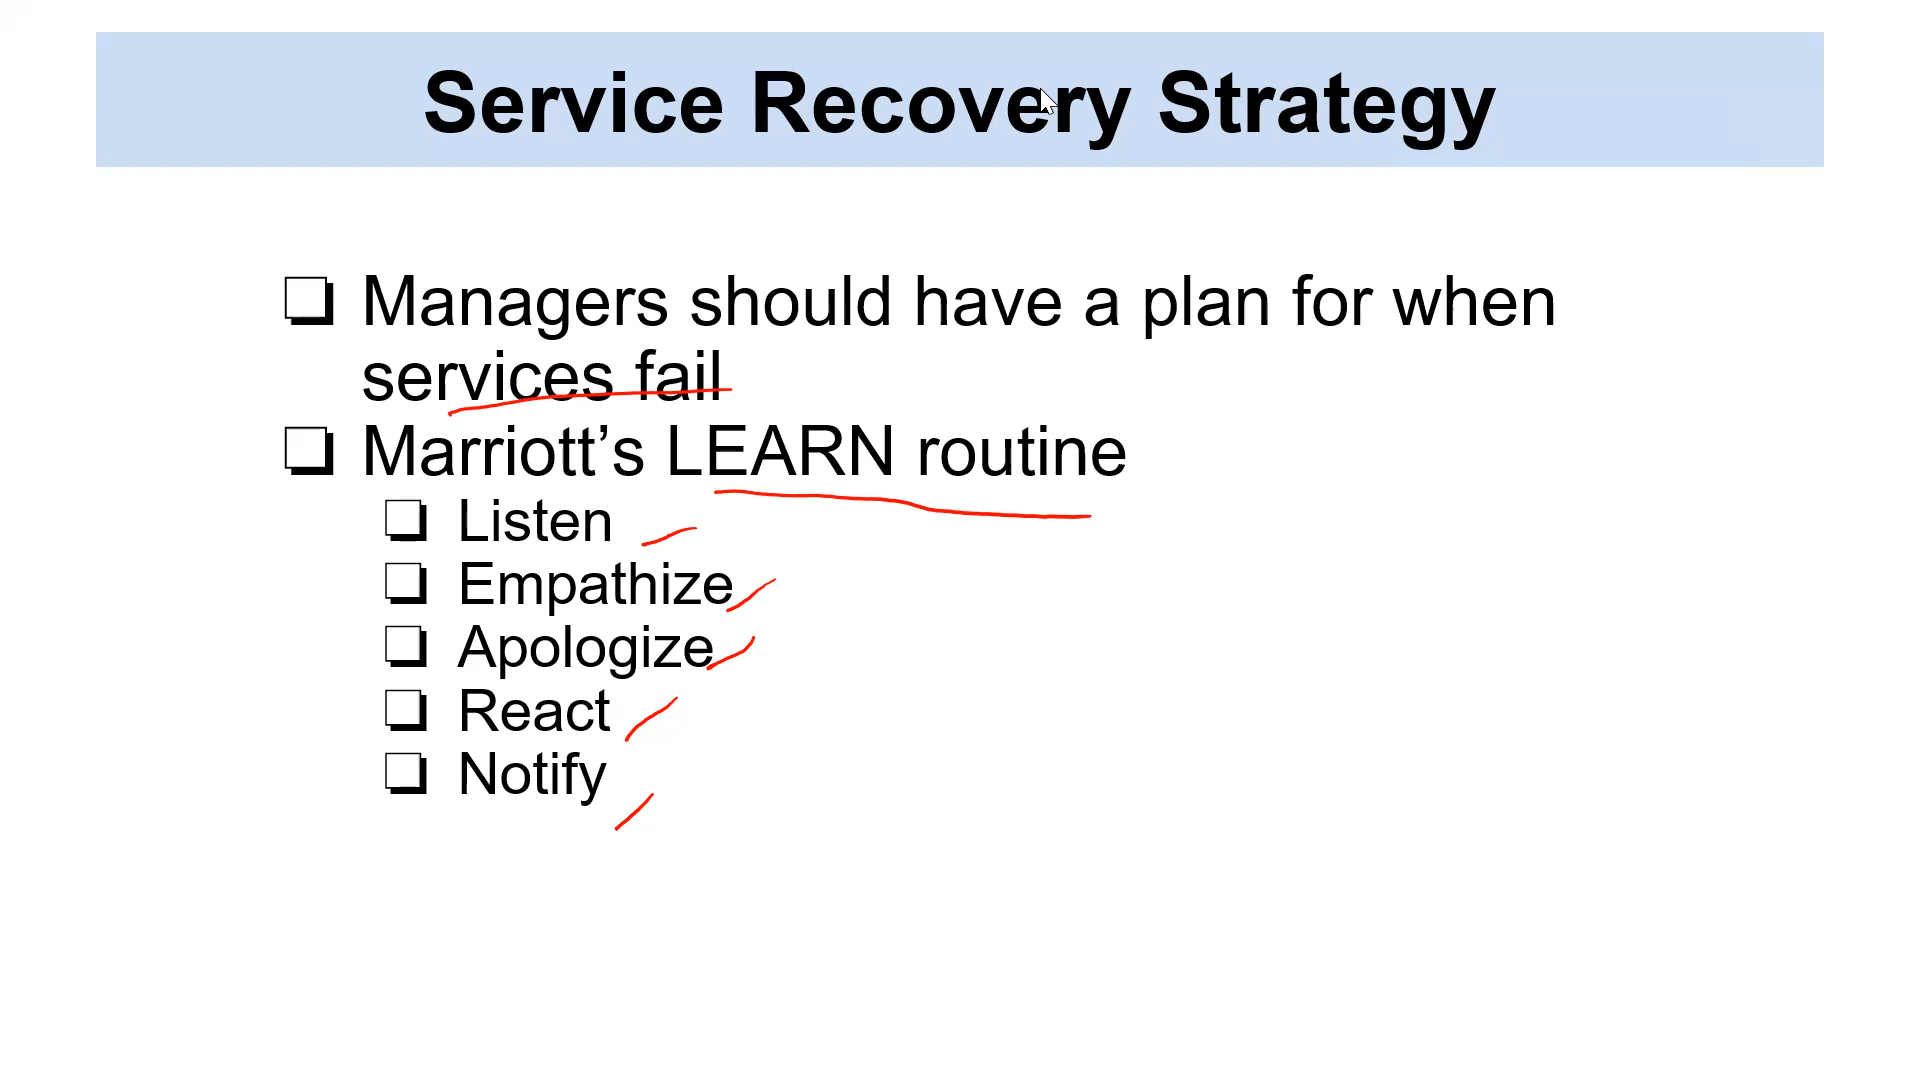 Service Recovery Strategy
Managers should have a plan for when
services fail
Marriott’s LEARN routine
Listen
Empathize
Apologize
React
Notify